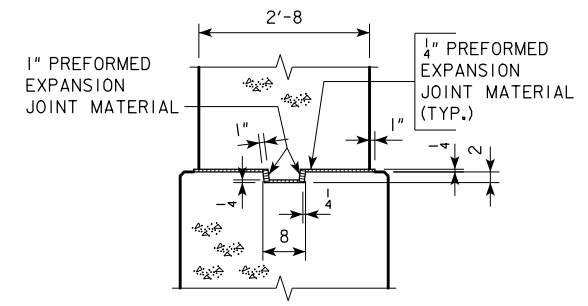 2'-8
1" PREFORMED
EXPANSION
JOINT MATERIAL
1/4" PREFORMED
EXPANSION
JOINT MATERIAL
(TYP.)
1"
1"
1/4
2
1/4
1/4
8